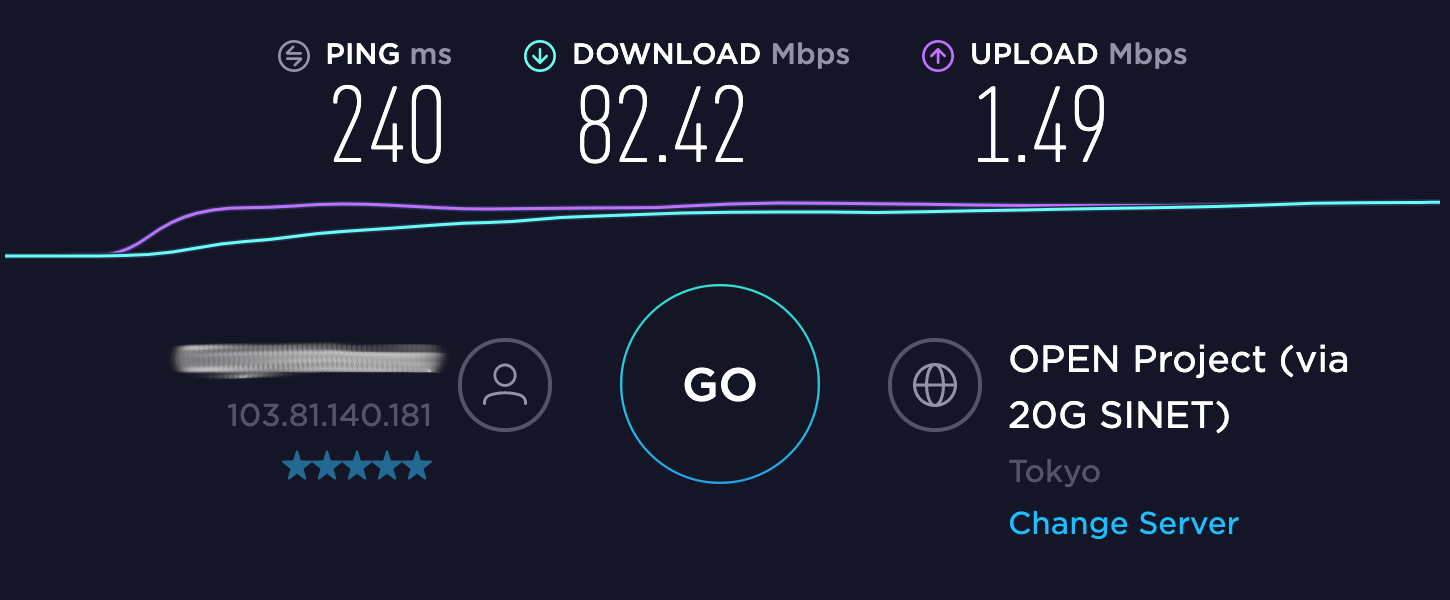 PING ms
DOWNLOAD Mbps
UPLOAD Mbps
240
82.42
1.49
103.81.140.181
GO
OPEN Project (via
20G SINET)
Tokyo
Change Server